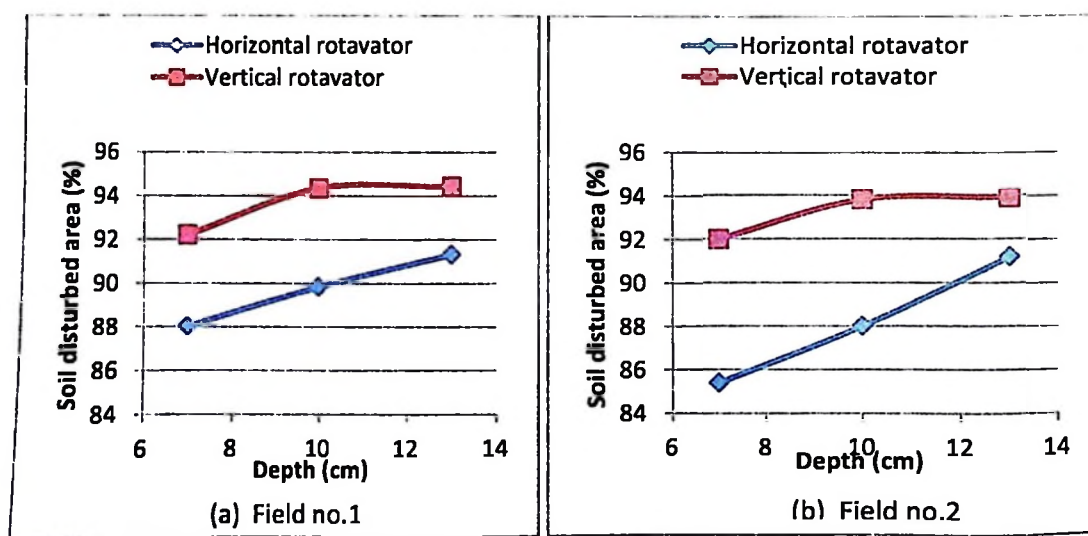 Horizontal rotavator
Vertical rotavator
Soil disturbed area (%)
96
94
92
90
88
86
84
6
8
10
12
14
Depth (cm)
(a) Field no.1
Horizontal rotavator
Vertical rotavator
Soil disturbed area (%)
96
94
92
90
88
86
84
6
8
10
12
14
Depth (cm)
(b) Field no.2